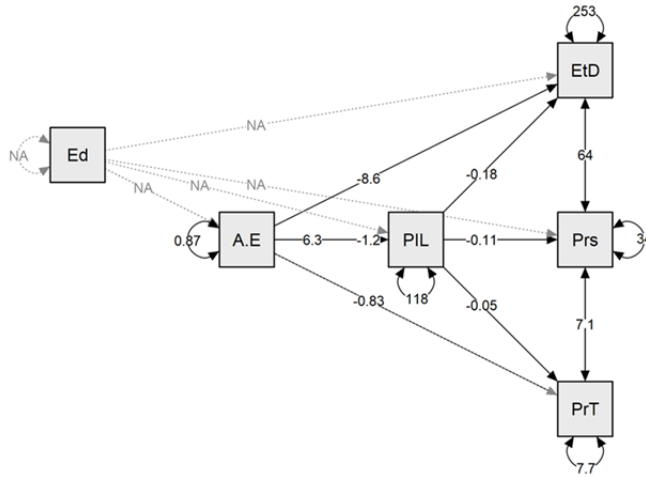 253
EtD
NA
NA
Ed
NA
NA
NA
-8.6
-0.18
64
0.87
A.E
6.3
-1.2
PIL
-0.11
Prs
118
-0.83
-0.05
7.1
PrT
7.7